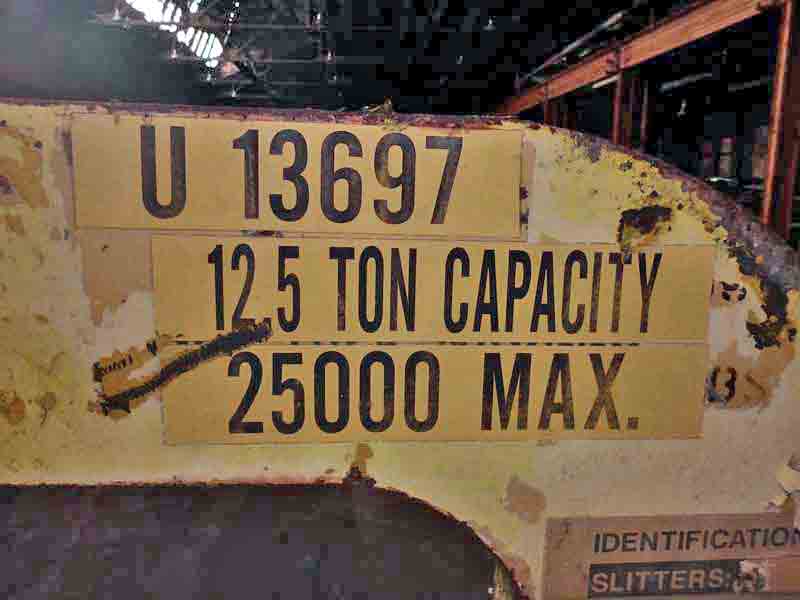 U 13697
12.5 TON CAPACITY
25000 MAX.
IDENTIFICATION
SLITTERS: